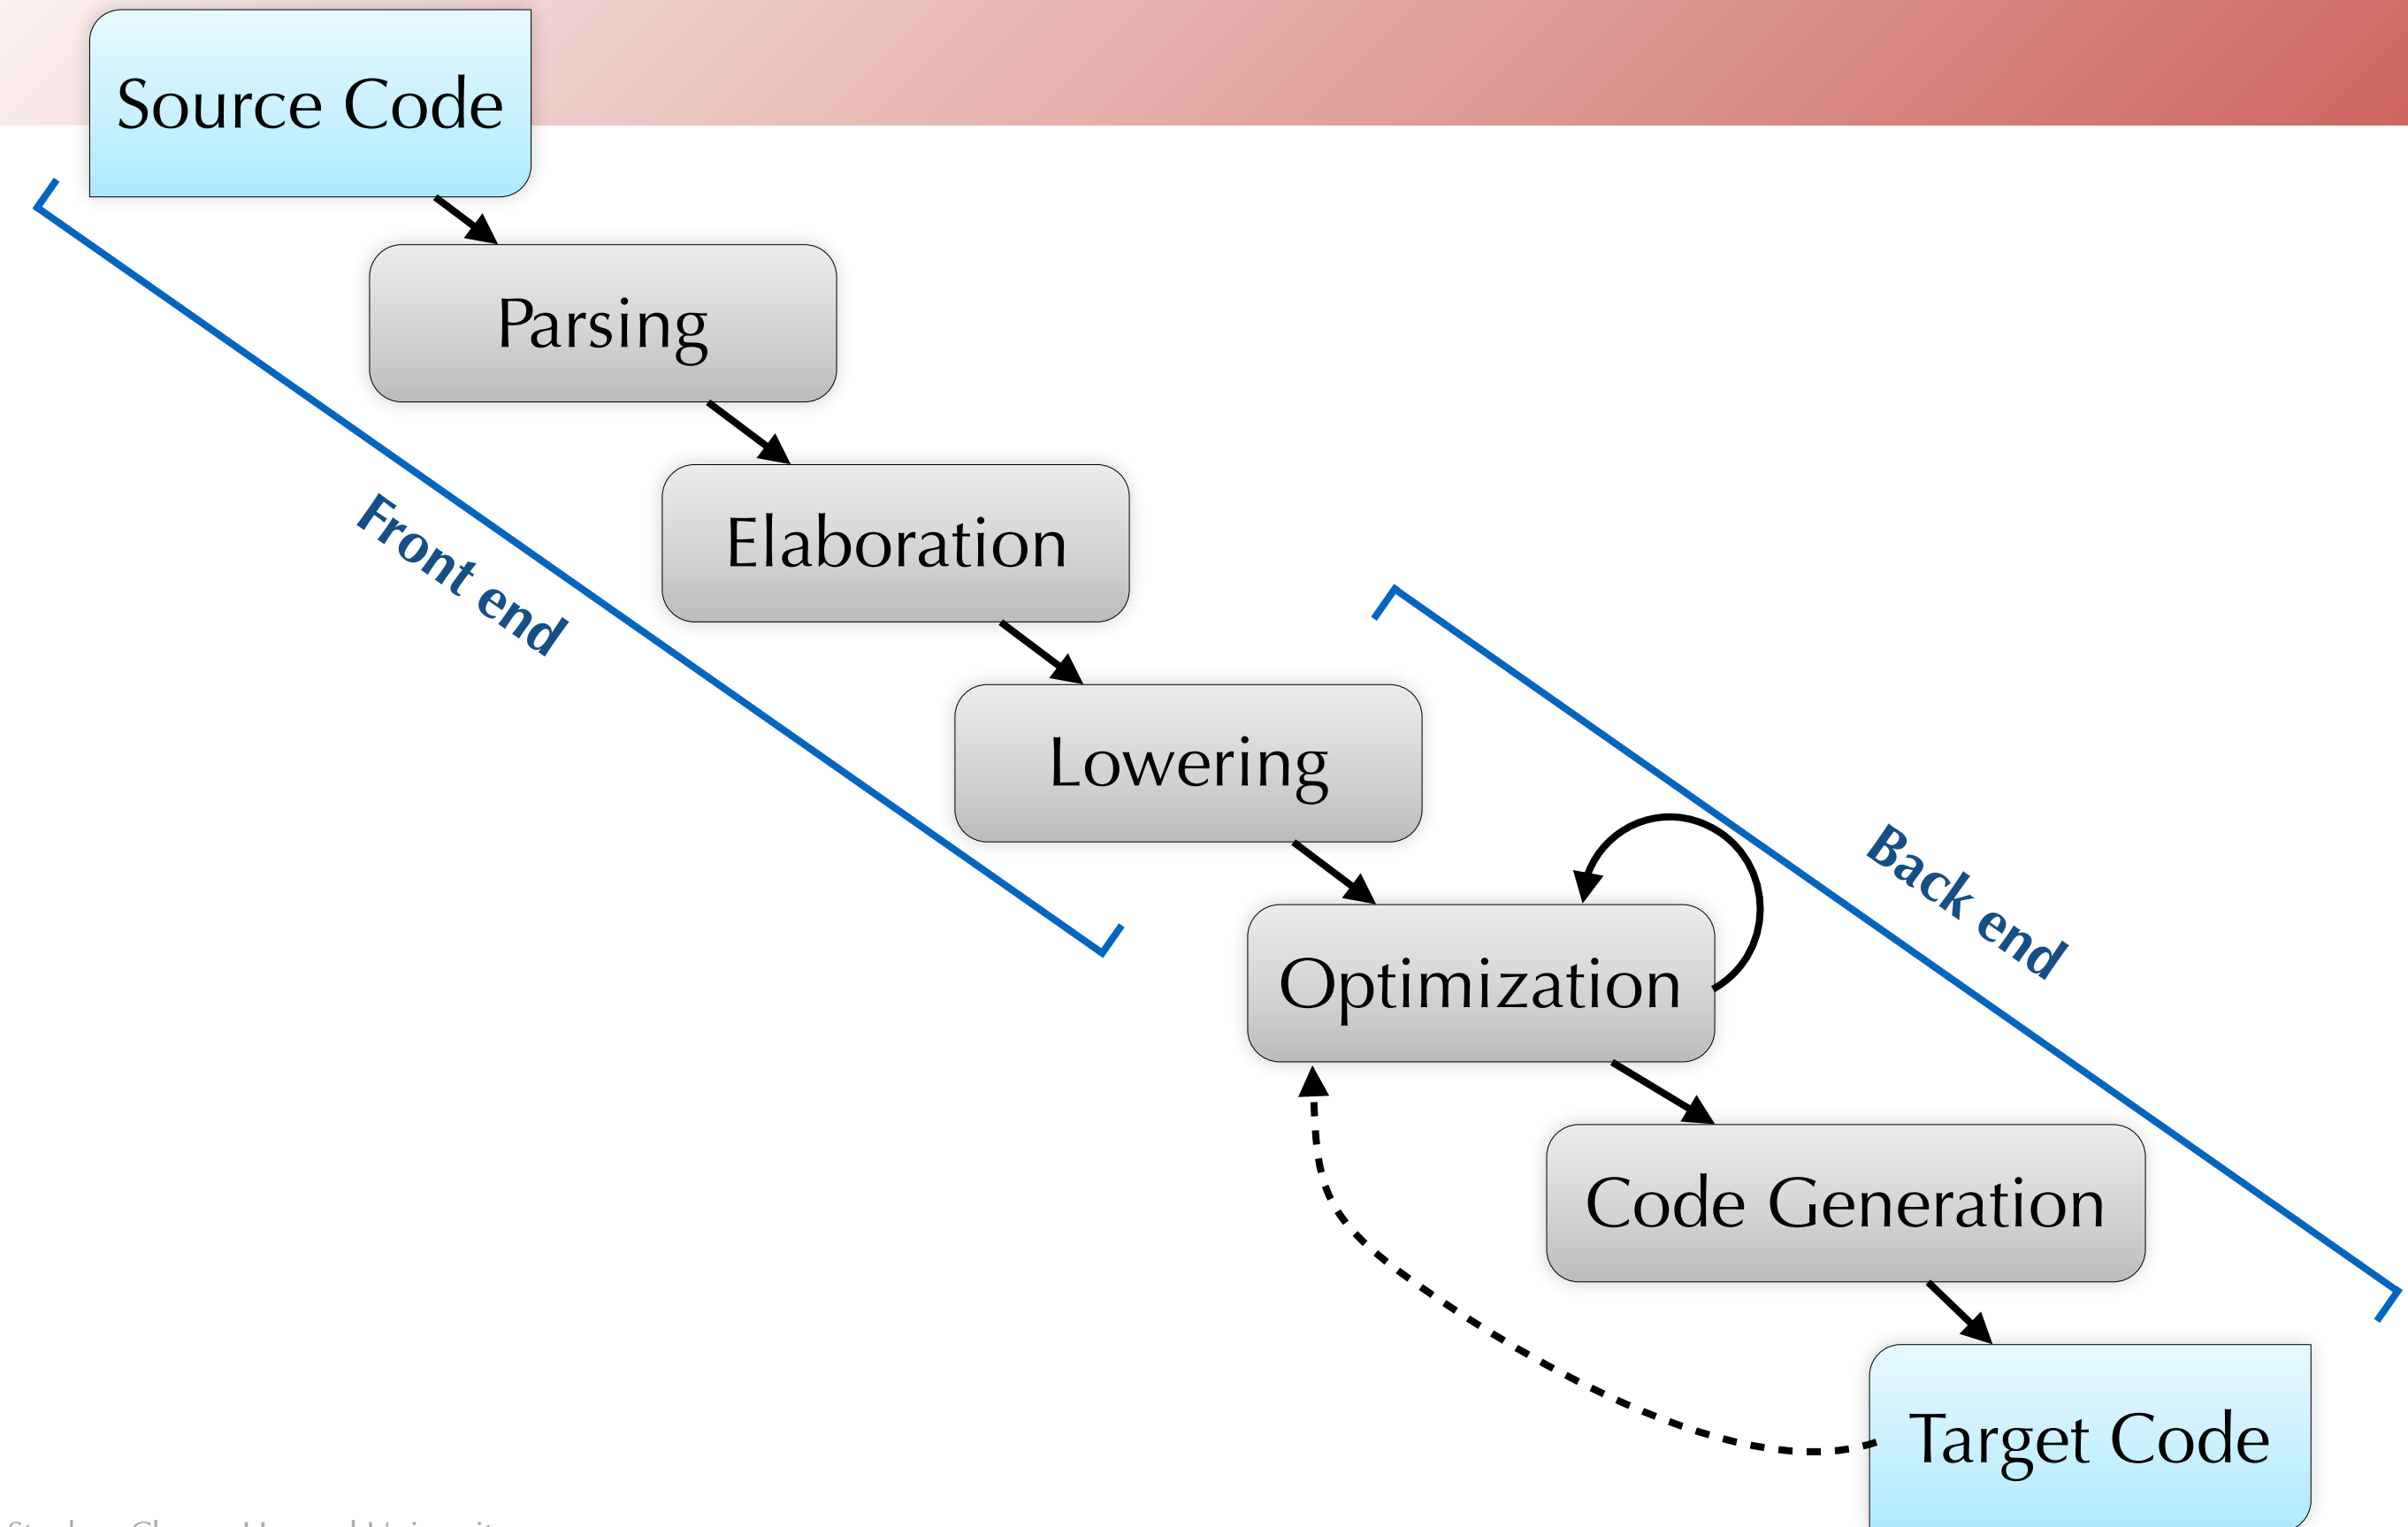 Source Code
Parsing
Elaboration
Front end
Lowering
Back end
Optimization
Code Generation
Target Code